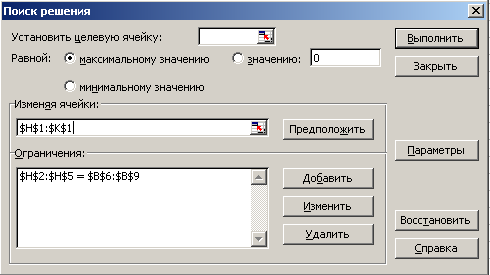 Поиск решения
Установить целевую ячейку:
Выполнить
Равной:
максимальному значению
значению:
0
Закрыть
минимальному значению
Изменяя ячейки:
$H$1:$K$1
Предположить
Ограничения:
Параметры
$H$2:$H$5 = $B$6:$B$9
Добавить
Изменить
Восстановить
Удалить
Справка